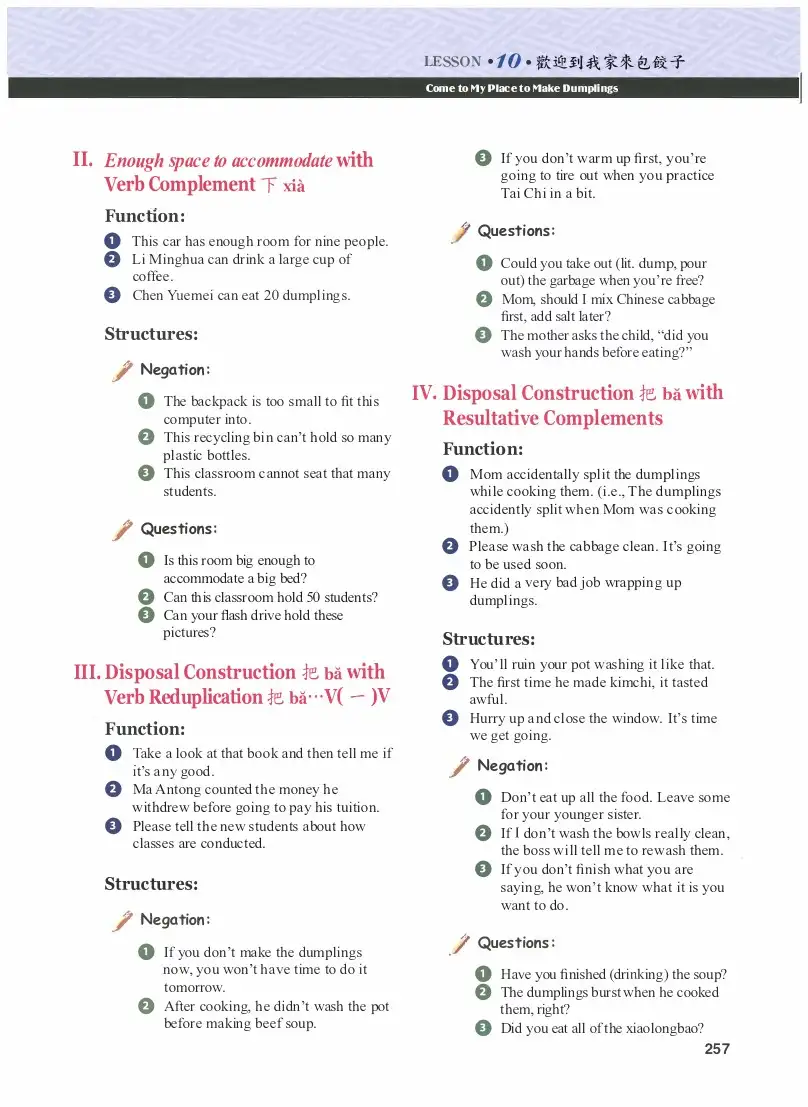 LESSON • 10 • 歡迎到我家來包餃子
Come to My Place to Make Dumplings
II. Enough space to accommodate with
Verb Complement 下 xià
Function:
1 This car has enough room for nine people.
2 Li Minghua can drink a large cup of
coffee.
3 Chen Yuemei can eat 20 dumplings.
Structures:
Negation:
1 The backpack is too small to fit this
computer into.
2 This recycling bin can't hold so many
plastic bottles.
3 This classroom cannot seat that many
students.
Questions:
1 Is this room big enough to
accommodate a big bed?
2 Can this classroom hold 50 students?
3 Can your flash drive hold these
pictures?
III. Disposal Construction 把 bǎ with
Verb Reduplication 把 bǎ…V( 一 )V
Function:
1 Take a look at that book and then tell me if
it's any good.
2 Ma Antong counted the money he
withdrew before going to pay his tuition.
3 Please tell the new students about how
classes are conducted.
Structures:
Negation:
1 If you don't make the dumplings
now, you won't have time to do it
tomorrow.
2 After cooking, he didn't wash the pot
before making beef soup.
3 If you don't warm up first, you're
going to tire out when you practice
Tai Chi in a bit.
Questions:
1 Could you take out (lit. dump, pour
out) the garbage when you're free?
2 Mom, should I mix Chinese cabbage
first, add salt later?
3 The mother asks the child, "did you
wash your hands before eating?"
IV. Disposal Construction 把 bǎ with
Resultative Complements
Function:
1 Mom accidentally split the dumplings
while cooking them. (i.e., The dumplings
accidently split when Mom was cooking
them.)
2 Please wash the cabbage clean. It's going
to be used soon.
3 He did a very bad job wrapping up
dumplings.
Structures:
1 You'll ruin your pot washing it like that.
2 The first time he made kimchi, it tasted
awful.
3 Hurry up and close the window. It's time
we get going.
Negation:
1 Don't eat up all the food. Leave some
for your younger sister.
2 If I don't wash the bowls really clean,
the boss will tell me to rewash them.
3 If you don't finish what you are
saying, he won't know what it is you
want to do.
Questions:
1 Have you finished (drinking) the soup?
2 The dumplings burst when he cooked
them, right?
3 Did you eat all of the xiaolongbao?
257